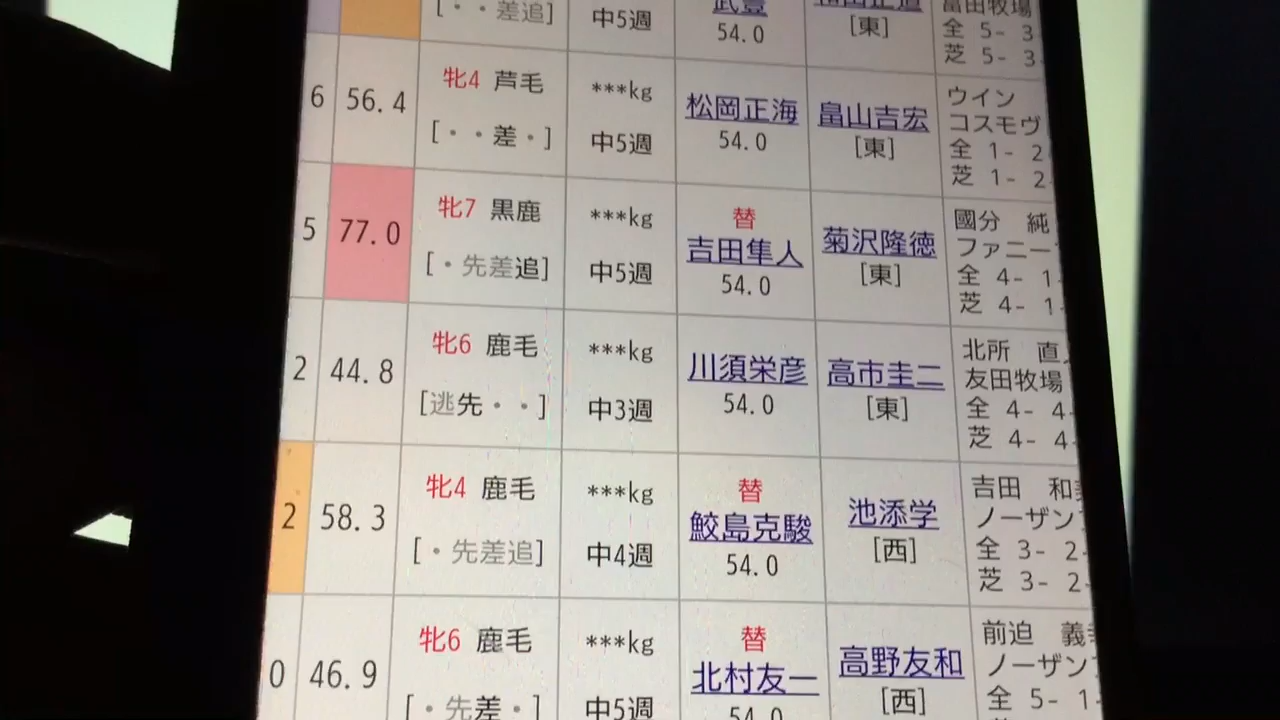 [・・差追] 中5週 武豊 54.0 [東] 富田牧場
全 5- 3
芝 5- 3
6 56.4 牝4 芦毛 ***kg 松岡正海 畠山吉宏 ウイン
コスモヴ
[・・差・] 中5週 54.0 [東] 全 1- 2
芝 1- 2
5 77.0 牝7 黒鹿 ***kg 替 菊沢隆徳 國分 純
吉田隼人 ファニー
[・先差追] 中5週 54.0 [東] 全 4- 1
芝 4- 1
2 44.8 牝6 鹿毛 ***kg 川須栄彦 高市圭二 北所 直
友田牧場
[逃先・・] 中3週 54.0 [東] 全 4- 4
芝 4- 4
2 58.3 牝4 鹿毛 ***kg 替 池添学 吉田 和
鮫島克駿 ノーザン
[・先差追] 中4週 54.0 [西] 全 3- 2
芝 3- 2
0 46.9 牝6 鹿毛 ***kg 替 高野友和 前迫 義
北村友一 ノーザン
[・先差・] 中5週 54.0 [西] 全 5- 1